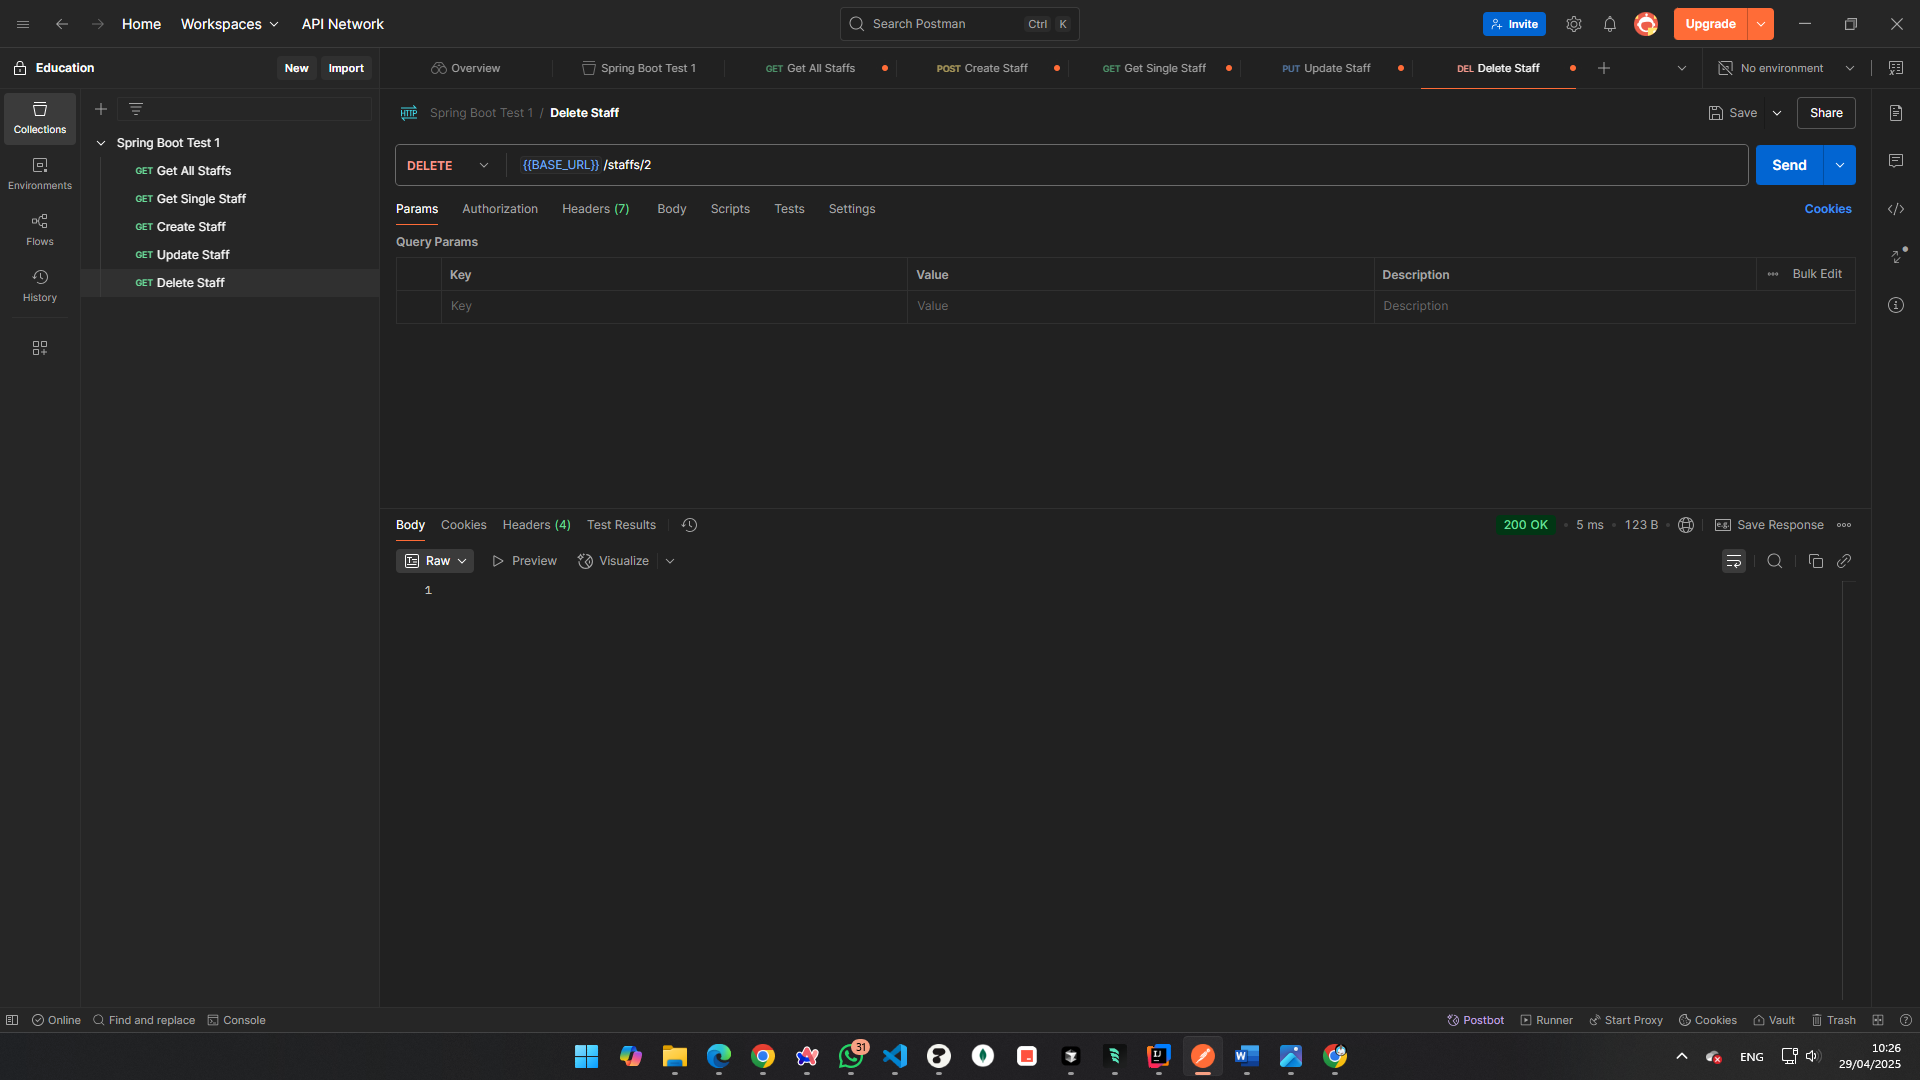 Home
Workspaces
API Network
Search Postman
Ctrl K
Invite
Upgrade
Education
New
Import
Overview
Spring Boot Test 1
GET Get All Staffs
POST Create Staff
GET Get Single Staff
PUT Update Staff
DEL Delete Staff
No environment
Collections
Environments
Flows
History
Spring Boot Test 1
GET Get All Staffs
GET Get Single Staff
GET Create Staff
GET Update Staff
GET Delete Staff
HTTP
Spring Boot Test 1 / Delete Staff
Save
Share
DELETE
{{BASE_URL}} /staffs/2
Send
Params
Authorization
Headers (7)
Body
Scripts
Tests
Settings
Cookies
Query Params
Key
Value
Description
Bulk Edit
Key
Value
Description
Body
Cookies
Headers (4)
Test Results
200 OK
5 ms
123 B
e.g.
Save Response
Raw
Preview
Visualize
1
Online
Find and replace
Console
Postbot
Runner
Start Proxy
Cookies
Vault
Trash
31
IJ
W
ENG
10:26
29/04/2025